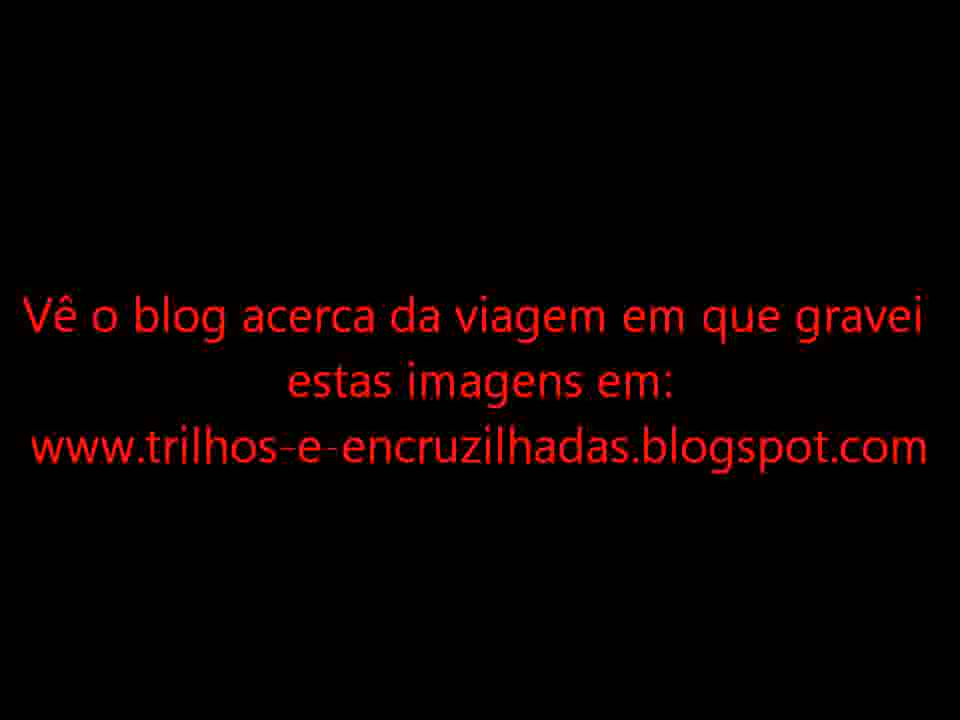 Vê o blog acerca da viagem em que gravei
estas imagens em:
www.trilhos-e-encruzilhadas.blogspot.com